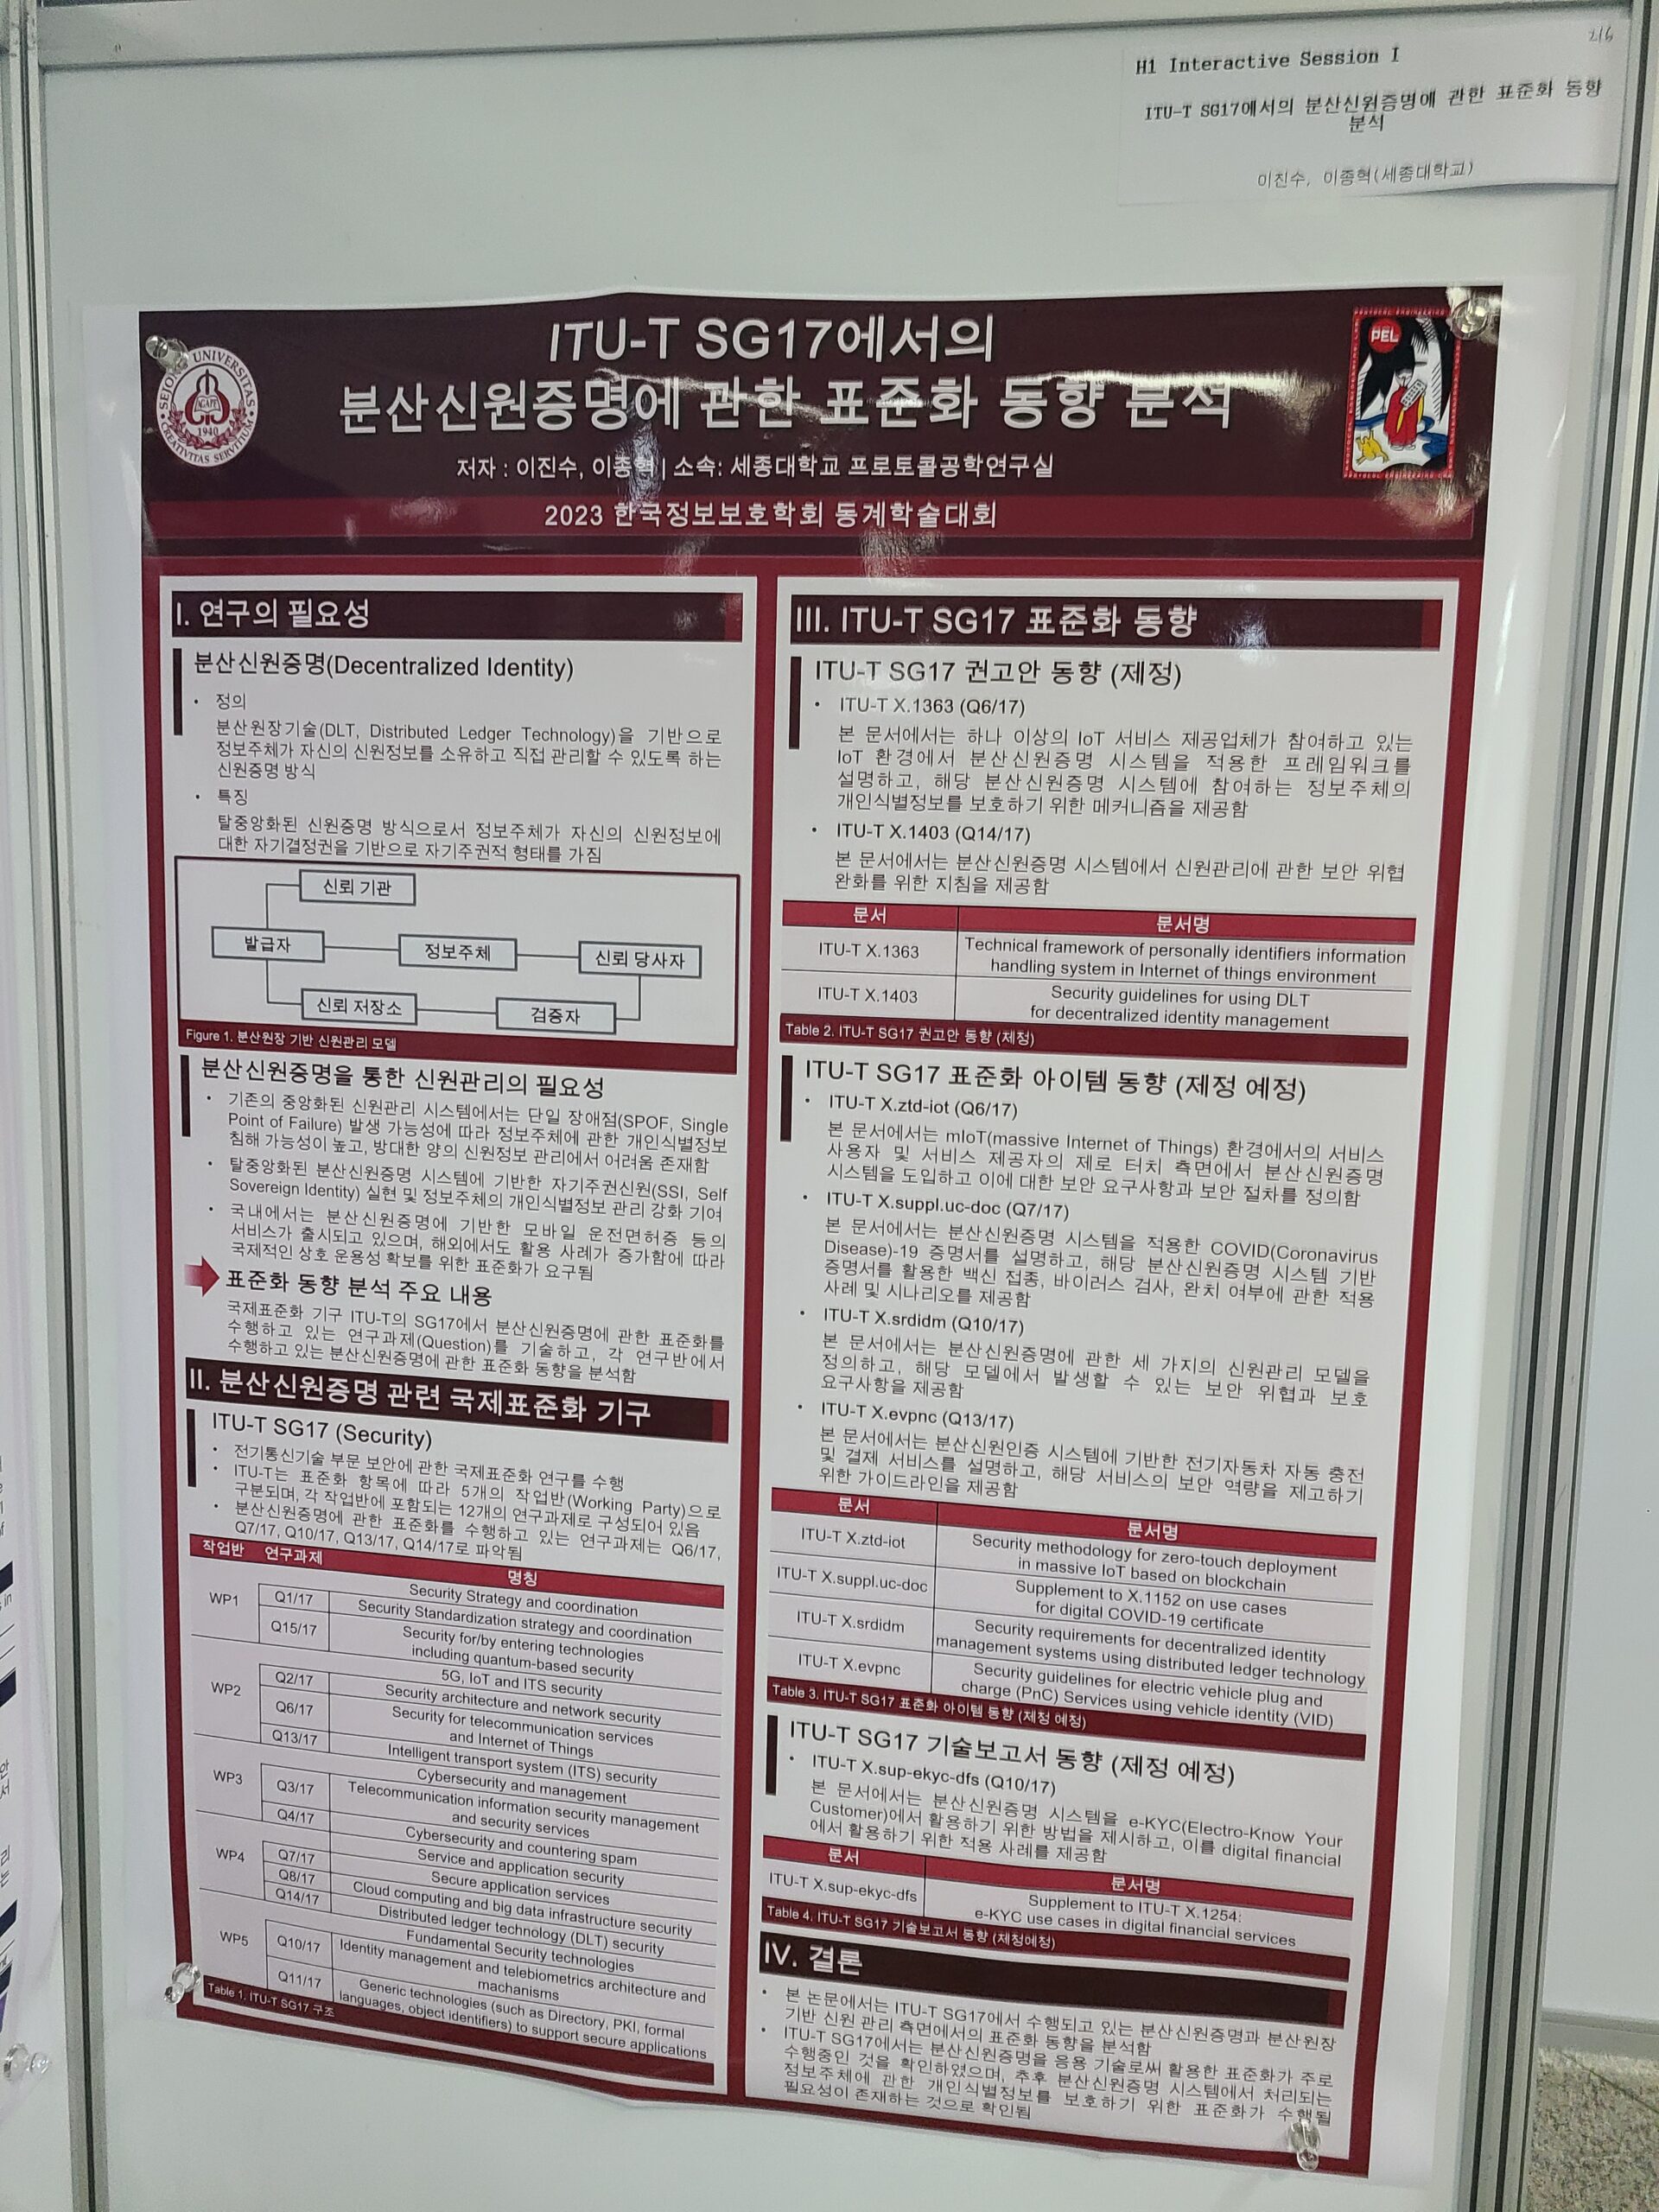 216
H1 Interactive Session I
ITU-T SG17에서의 분산신원증명에 관한 표준화 동향
분석
이진수, 이종혁(세종대학교)
ITU-T SG17에서의
분산신원증명에 관한 표준화 동향 분석
저자 : 이진수, 이종혁 | 소속: 세종대학교 프로토콜공학연구실
2023 한국정보보호학회 동계학술대회
SEJONG UNIVERSITAS
AGAPE
1940
CREATIVITAS SERVITIUM
PEL
I. 연구의 필요성
분산신원증명(Decentralized Identity)
• 정의
분산원장기술(DLT, Distributed Ledger Technology)을 기반으로
정보주체가 자신의 신원정보를 소유하고 직접 관리할 수 있도록 하는
신원증명 방식
• 특징
탈중앙화된 신원증명 방식으로서 정보주체가 자신의 신원정보에
대한 자기결정권을 기반으로 자기주권적 형태를 가짐
신뢰 기관
발급자
정보주체
신뢰 당사자
신뢰 저장소
검증자
Figure 1. 분산원장 기반 신원관리 모델
분산신원증명을 통한 신원관리의 필요성
• 기존의 중앙화된 신원관리 시스템에서는 단일 장애점(SPOF, Single
Point of Failure) 발생 가능성에 따라 정보주체에 관한 개인식별정보
침해 가능성이 높고, 방대한 양의 신원정보 관리에서 어려움 존재함
• 탈중앙화된 분산신원증명 시스템에 기반한 자기주권신원(SSI, Self
Sovereign Identity) 실현 및 정보주체의 개인식별정보 관리 강화 기여
• 국내에서는 분산신원증명에 기반한 모바일 운전면허증 등의
서비스가 출시되고 있으며, 해외에서도 활용 사례가 증가함에 따라
국제적인 상호 운용성 확보를 위한 표준화가 요구됨
표준화 동향 분석 주요 내용
국제표준화 기구 ITU-T의 SG17에서 분산신원증명에 관한 표준화를
수행하고 있는 연구과제(Question)를 기술하고, 각 연구반에서
수행하고 있는 분산신원증명에 관한 표준화 동향을 분석함
II. 분산신원증명 관련 국제표준화 기구
ITU-T SG17 (Security)
• 전기통신기술 부문 보안에 관한 국제표준화 연구를 수행
• ITU-T는 표준화 항목에 따라 5개의 작업반(Working Party)으로
구분되며, 각 작업반에 포함되는 12개의 연구과제로 구성되어 있음
• 분산신원증명에 관한 표준화를 수행하고 있는 연구과제는 Q6/17,
Q7/17, Q10/17, Q13/17, Q14/17로 파악됨
작업반 연구과제 명칭
WP1
Security Strategy and coordination
Q1/17 Security Standardization strategy and coordination
Q15/17 Security for/by entering technologies
including quantum-based security
WP2
5G, IoT and ITS security
Q2/17 Security architecture and network security
Q6/17 Security for telecommunication services
and Internet of Things
Q13/17 Intelligent transport system (ITS) security
WP3
Cybersecurity and management
Q3/17 Telecommunication information security management
and security services
Q4/17 Cybersecurity and countering spam
WP4
Service and application security
Q7/17 Secure application services
Q8/17 Cloud computing and big data infrastructure security
Q14/17 Distributed ledger technology (DLT) security
WP5
Fundamental Security technologies
Q10/17 Identity management and telebiometrics architecture and
machanisms
Q11/17 Generic technologies (such as Directory, PKI, formal
languages, object identifiers) to support secure applications
Table 1. ITU-T SG17 구조
III. ITU-T SG17 표준화 동향
ITU-T SG17 권고안 동향 (제정)
• ITU-T X.1363 (Q6/17)
본 문서에서는 하나 이상의 IoT 서비스 제공업체가 참여하고 있는
IoT 환경에서 분산신원증명 시스템을 적용한 프레임워크를
설명하고, 해당 분산신원증명 시스템에 참여하는 정보주체의
개인식별정보를 보호하기 위한 메커니즘을 제공함
• ITU-T X.1403 (Q14/17)
본 문서에서는 분산신원증명 시스템에서 신원관리에 관한 보안 위협
완화를 위한 지침을 제공함
문서 문서명
ITU-T X.1363 Technical framework of personally identifiers information
handling system in Internet of things environment
ITU-T X.1403 Security guidelines for using DLT
for decentralized identity management
Table 2. ITU-T SG17 권고안 동향 (제정)
ITU-T SG17 표준화 아이템 동향 (제정 예정)
• ITU-T X.ztd-iot (Q6/17)
본 문서에서는 mIoT(massive Internet of Things) 환경에서의 서비스
사용자 및 서비스 제공자의 제로 터치 측면에서 분산신원증명
시스템을 도입하고 이에 대한 보안 요구사항과 보안 절차를 정의함
• ITU-T X.suppl.uc-doc (Q7/17)
본 문서에서는 분산신원증명 시스템을 적용한 COVID(Coronavirus
Disease)-19 증명서를 설명하고, 해당 분산신원증명 시스템 기반
증명서를 활용한 백신 접종, 바이러스 검사, 완치 여부에 관한 적용
사례 및 시나리오를 제공함
• ITU-T X.srdidm (Q10/17)
본 문서에서는 분산신원증명에 관한 세 가지의 신원관리 모델을
정의하고, 해당 모델에서 발생할 수 있는 보안 위협과 보호
요구사항을 제공함
• ITU-T X.evpnc (Q13/17)
본 문서에서는 분산신원인증 시스템에 기반한 전기자동차 자동 충전
및 결제 서비스를 설명하고, 해당 서비스의 보안 역량을 제고하기
위한 가이드라인을 제공함
문서 문서명
ITU-T X.ztd-iot Security methodology for zero-touch deployment
in massive IoT based on blockchain
ITU-T X.suppl.uc-doc Supplement to X.1152 on use cases
for digital COVID-19 certificate
ITU-T X.srdidm Security requirements for decentralized identity
management systems using distributed ledger technology
ITU-T X.evpnc Security guidelines for electric vehicle plug and
charge (PnC) Services using vehicle identity (VID)
Table 3. ITU-T SG17 표준화 아이템 동향 (제정 예정)
ITU-T SG17 기술보고서 동향 (제정 예정)
• ITU-T X.sup-ekyc-dfs (Q10/17)
본 문서에서는 분산신원증명 시스템을 e-KYC(Electro-Know Your
Customer)에서 활용하기 위한 방법을 제시하고, 이를 digital financial
에서 활용하기 위한 적용 사례를 제공함
문서 문서명
ITU-T X.sup-ekyc-dfs Supplement to ITU-T X.1254:
e-KYC use cases in digital financial services
Table 4. ITU-T SG17 기술보고서 동향 (제정예정)
IV. 결론
• 본 논문에서는 ITU-T SG17에서 수행되고 있는 분산신원증명과 분산원장
기반 신원 관리 측면에서의 표준화 동향을 분석함
• ITU-T SG17에서는 분산신원증명을 응용 기술로써 활용한 표준화가 주로
수행중인 것을 확인하였으며, 추후 분산신원증명 시스템에서 처리되는
정보주체에 관한 개인식별정보를 보호하기 위한 표준화가 수행될
필요성이 존재하는 것으로 확인됨